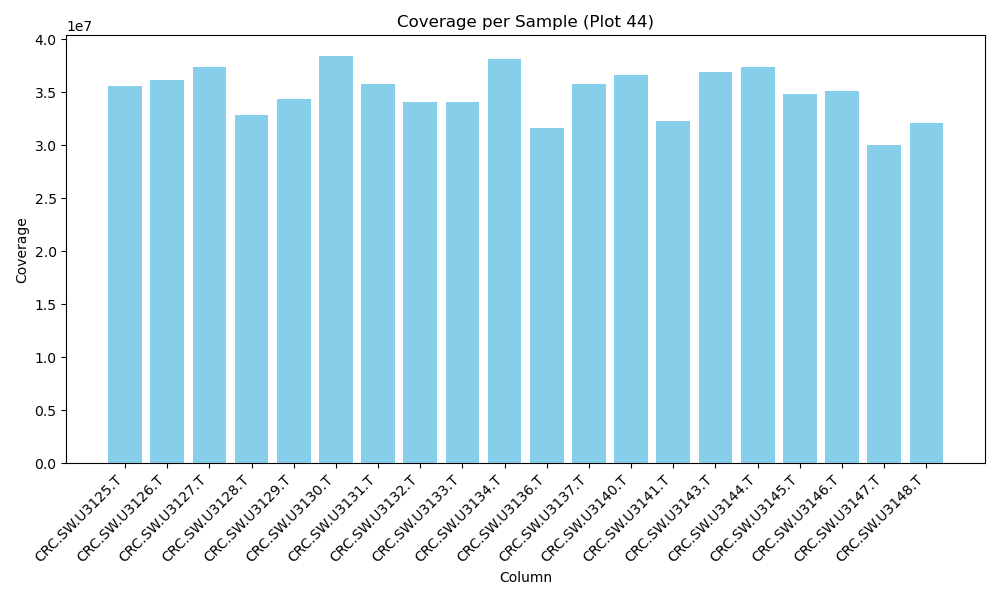 Coverage per Sample (Plot 44)
1e7
4.0
3.5
3.0
2.5
2.0
1.5
1.0
0.5
0.0
Coverage
CRC.SW.U3125.T
CRC.SW.U3126.T
CRC.SW.U3127.T
CRC.SW.U3128.T
CRC.SW.U3129.T
CRC.SW.U3130.T
CRC.SW.U3131.T
CRC.SW.U3132.T
CRC.SW.U3133.T
CRC.SW.U3134.T
CRC.SW.U3136.T
CRC.SW.U3137.T
CRC.SW.U3140.T
CRC.SW.U3141.T
CRC.SW.U3143.T
CRC.SW.U3144.T
CRC.SW.U3145.T
CRC.SW.U3146.T
CRC.SW.U3147.T
CRC.SW.U3148.T
Column